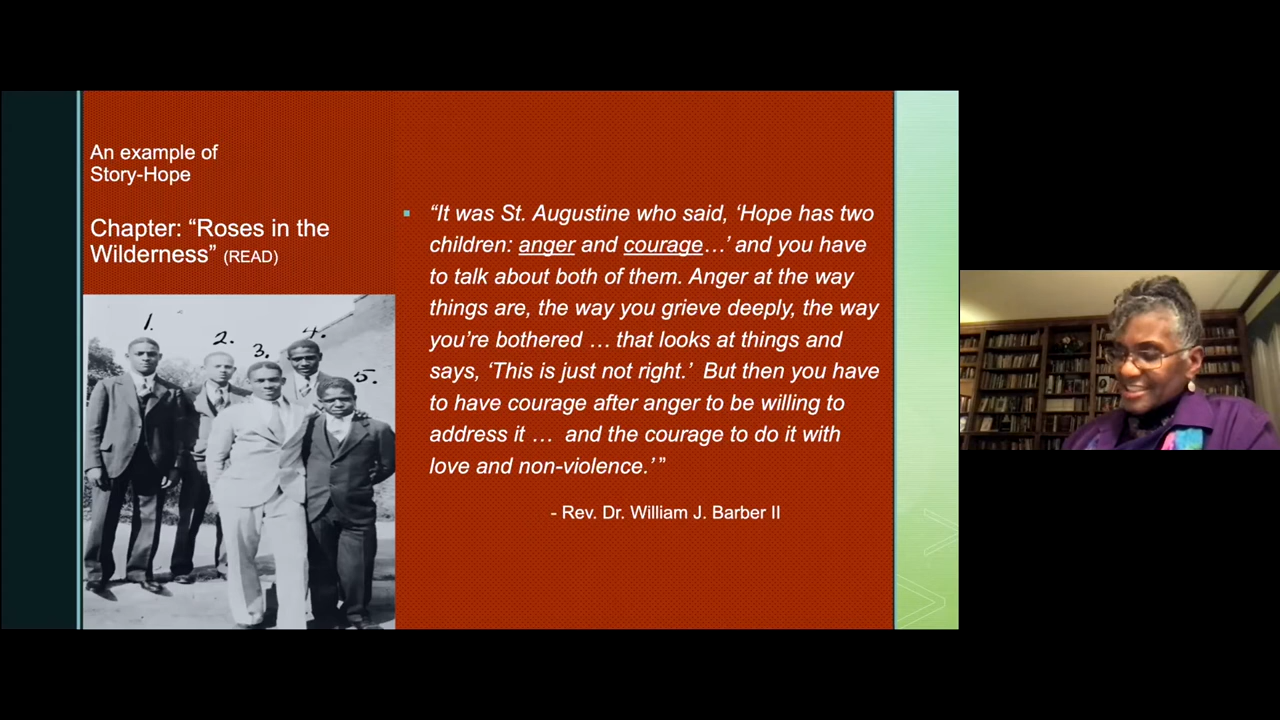 An example of
Story-Hope
Chapter: “Roses in the
Wilderness” (READ)
1.
2.
3.
4.
5.
“It was St. Augustine who said, ‘Hope has two
children: anger and courage…’ and you have
to talk about both of them. Anger at the way
things are, the way you grieve deeply, the way
you’re bothered … that looks at things and
says, ‘This is just not right.’ But then you have
to have courage after anger to be willing to
address it … and the courage to do it with
love and non-violence.’ ”
- Rev. Dr. William J. Barber II